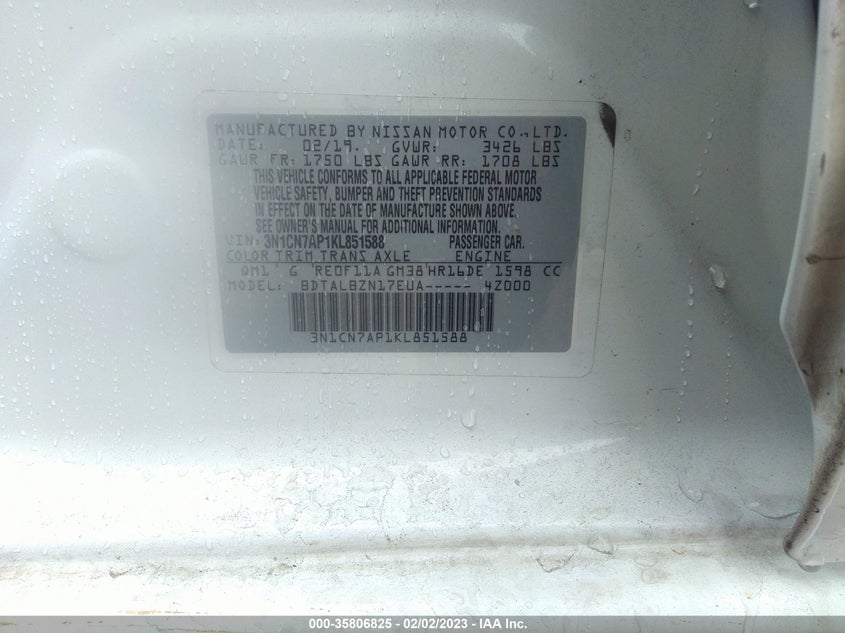 MANUFACTURED BY NISSAN MOTOR CO., LTD.
DATE: 02/19. GVWR: 3426 LBS
GAWR FR: 1750 LBS GAWR RR: 1708 LBS
THIS VEHICLE CONFORMS TO ALL APPLICABLE FEDERAL MOTOR
VEHICLE SAFETY, BUMPER AND THEFT PREVENTION STANDARDS
IN EFFECT ON THE DATE OF MANUFACTURE SHOWN ABOVE.
SEE OWNER'S MANUAL FOR ADDITIONAL INFORMATION.
VIN: 3N1CN7AP1KL851588 PASSENGER CAR.
COLOR TRIM TRANS AXLE ENGINE
QM1 G RE0F11A GM38 HR16DE 1598 CC
MODEL: BDTALBZN17EUA----- 4Z000
3N1CN7AP1KL851588
000-35806825 - 02/02/2023 - IAA Inc.